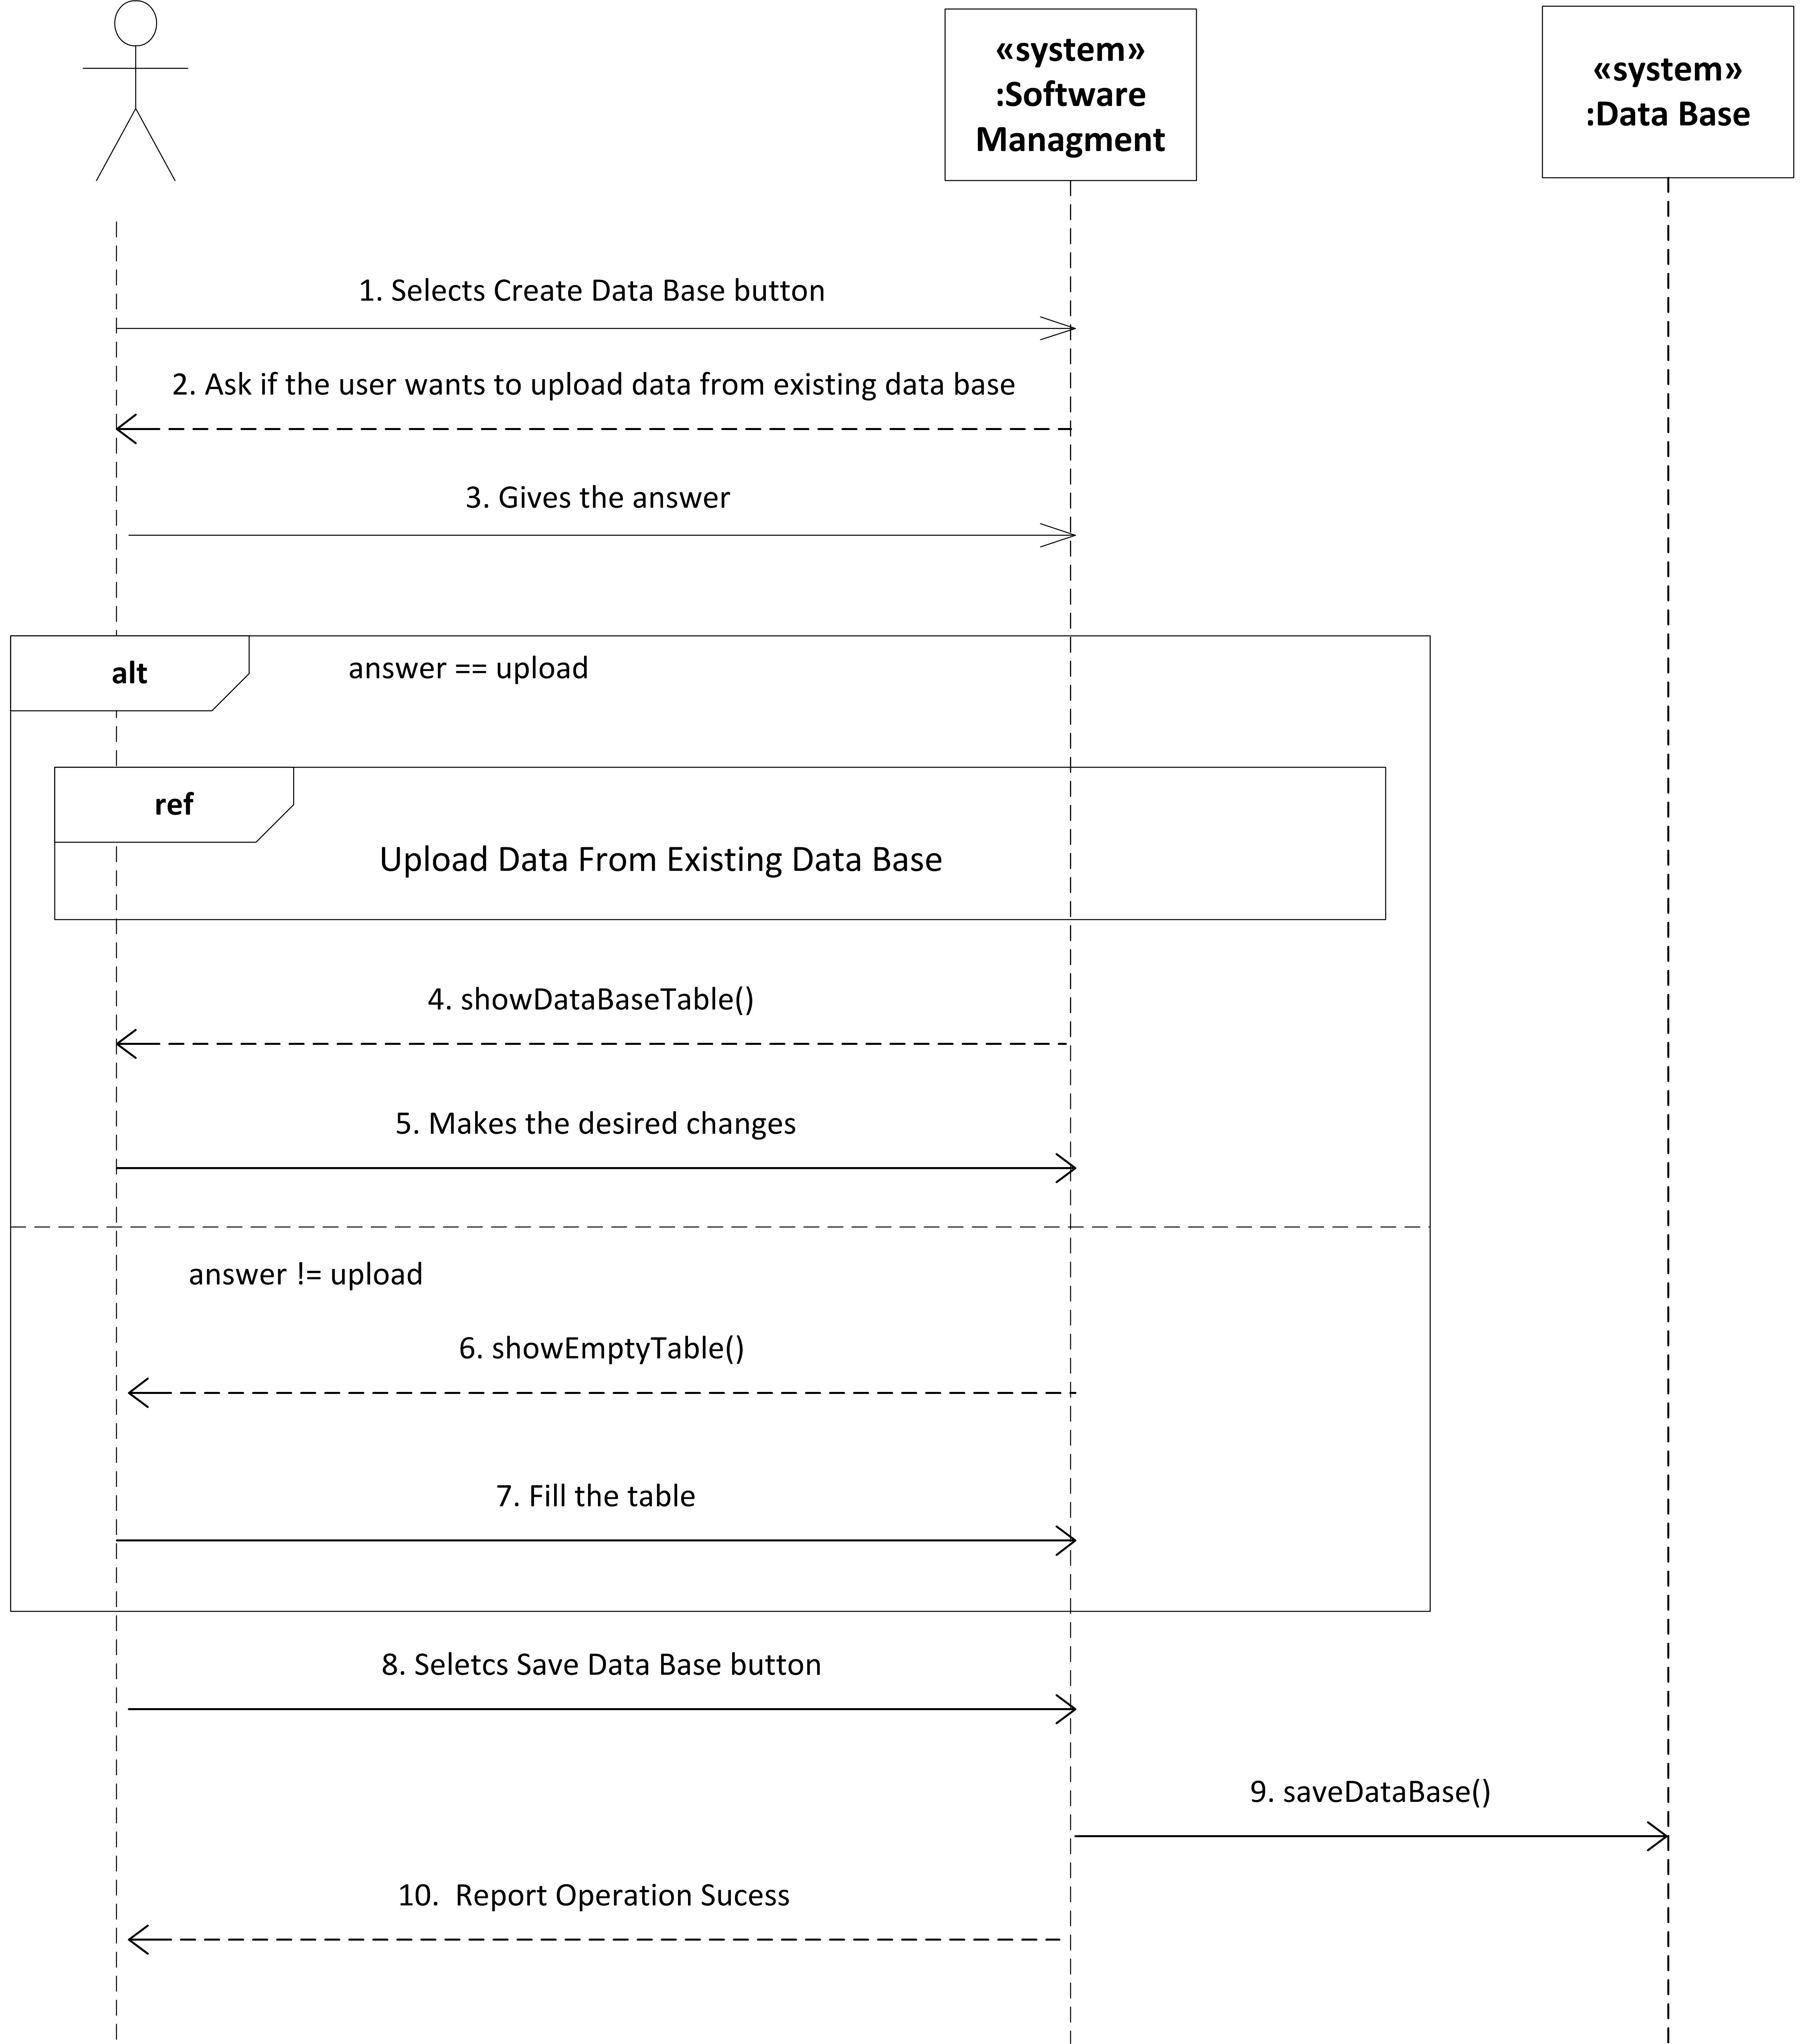 «system»
:Software
Managment
«system»
:Data Base
1. Selects Create Data Base button
2. Ask if the user wants to upload data from existing data base
3. Gives the answer
alt
answer == upload
ref
Upload Data From Existing Data Base
4. showDataBaseTable()
5. Makes the desired changes
answer != upload
6. showEmptyTable()
7. Fill the table
8. Seletcs Save Data Base button
9. saveDataBase()
10.  Report Operation Sucess